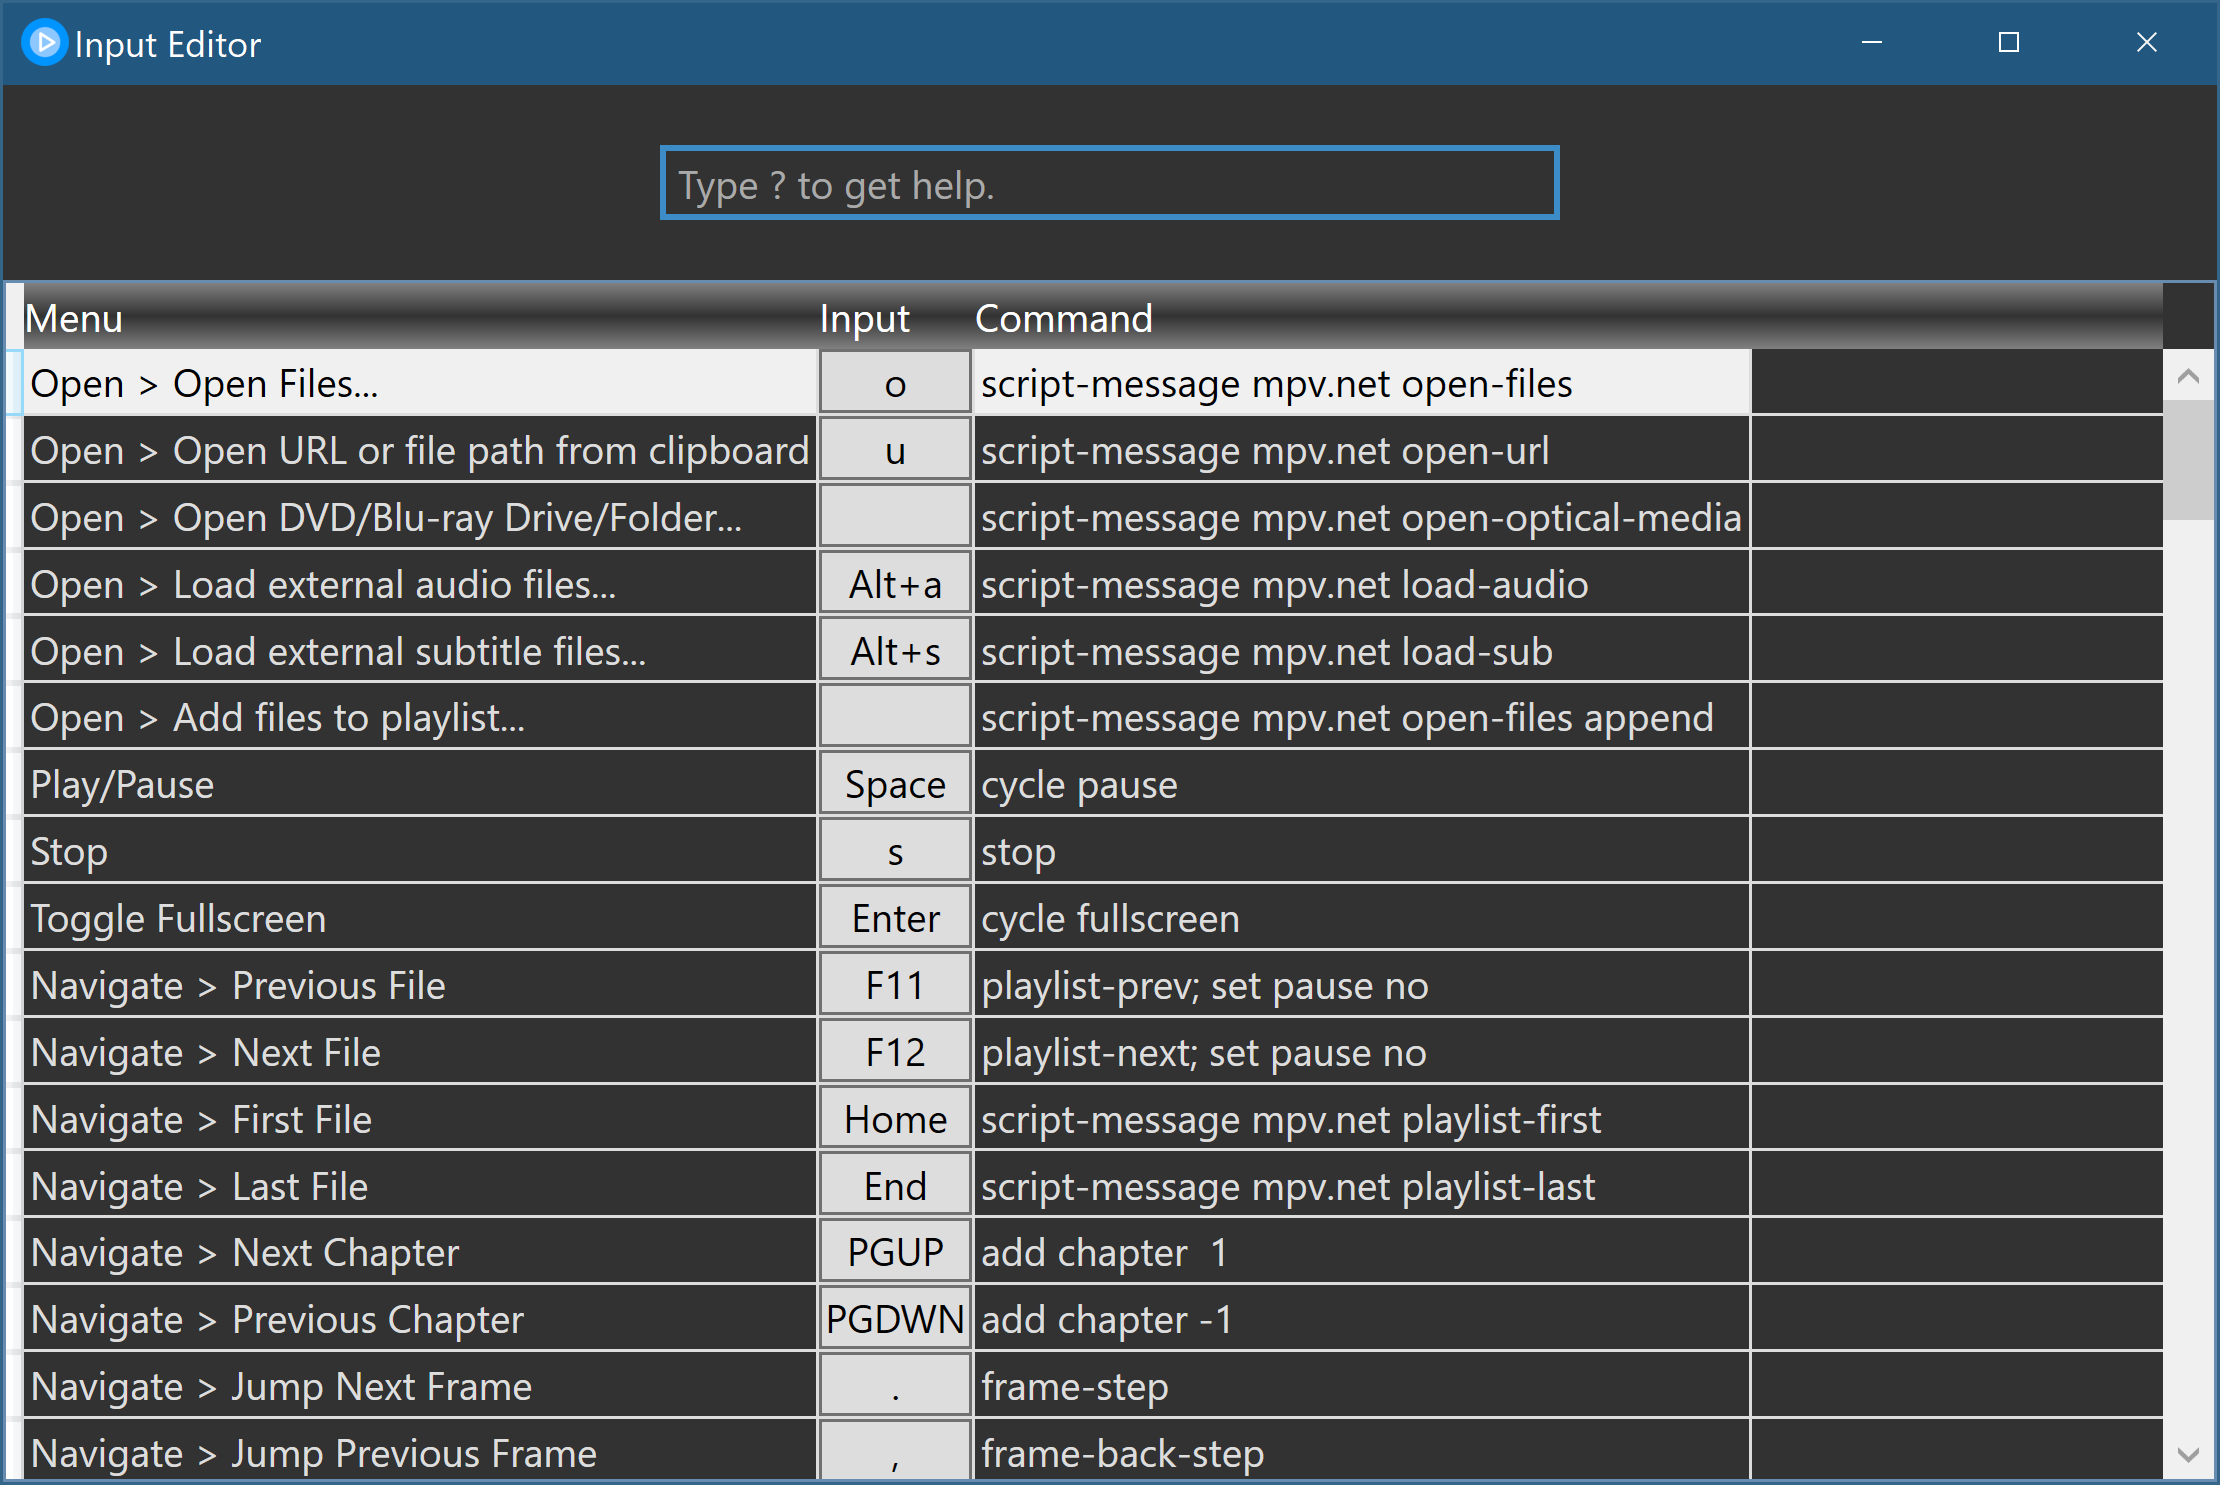 Input Editor
Type ? to get help.
Menu Input Command
Open > Open Files... o script-message mpv.net open-files
Open > Open URL or file path from clipboard u script-message mpv.net open-url
Open > Open DVD/Blu-ray Drive/Folder... script-message mpv.net open-optical-media
Open > Load external audio files... Alt+a script-message mpv.net load-audio
Open > Load external subtitle files... Alt+s script-message mpv.net load-sub
Open > Add files to playlist... script-message mpv.net open-files append
Play/Pause Space cycle pause
Stop s stop
Toggle Fullscreen Enter cycle fullscreen
Navigate > Previous File F11 playlist-prev; set pause no
Navigate > Next File F12 playlist-next; set pause no
Navigate > First File Home script-message mpv.net playlist-first
Navigate > Last File End script-message mpv.net playlist-last
Navigate > Next Chapter PGUP add chapter  1
Navigate > Previous Chapter PGDWN add chapter -1
Navigate > Jump Next Frame . frame-step
Navigate > Jump Previous Frame , frame-back-step